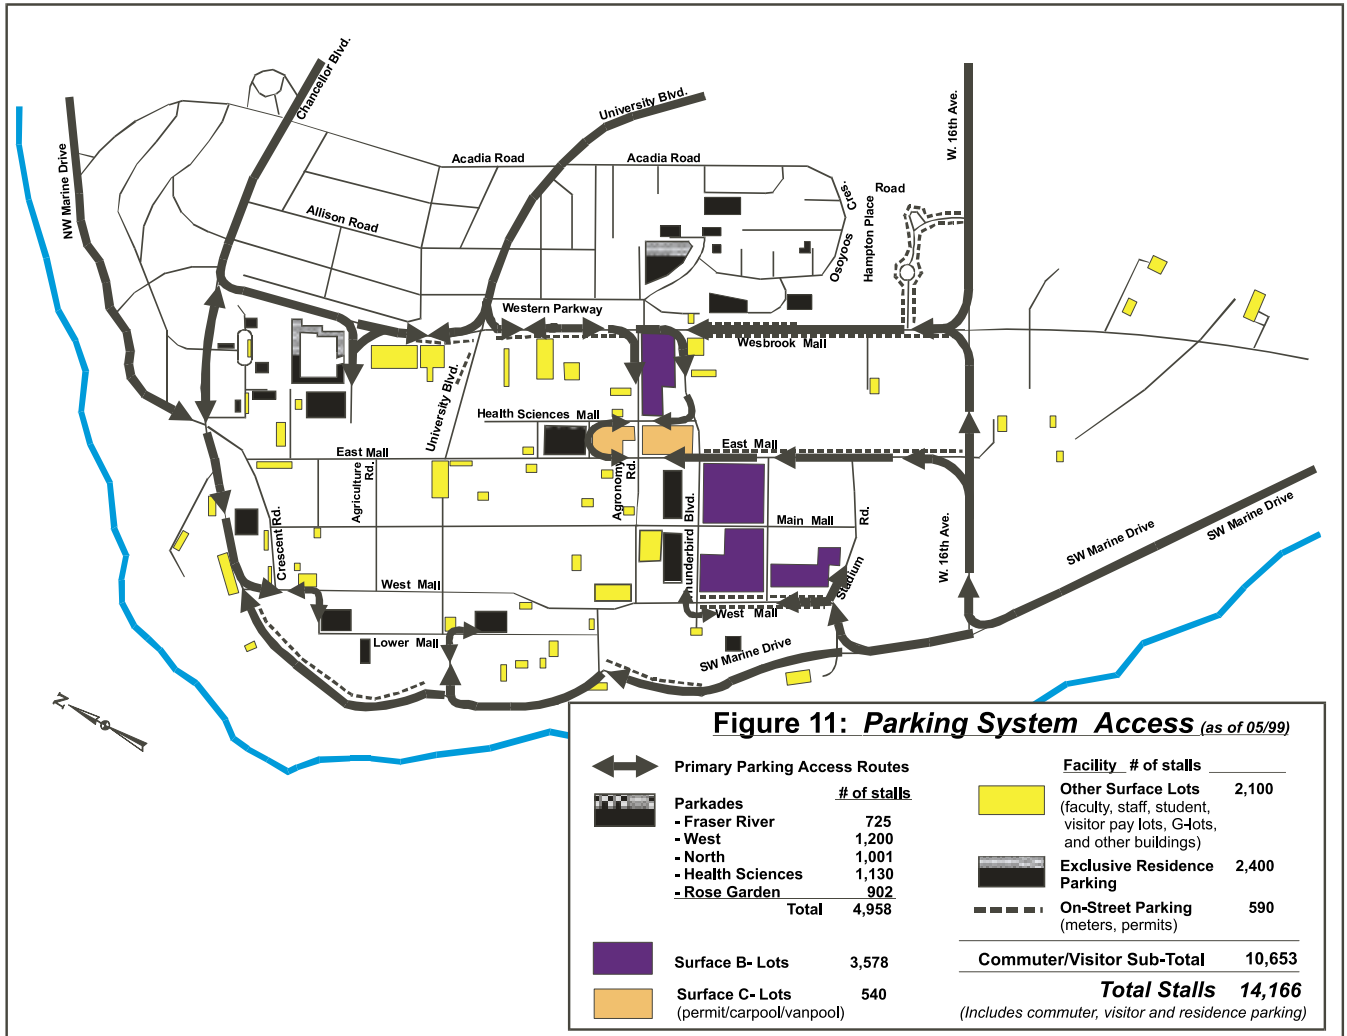 Chancellor Blvd.
University Blvd.
NW Marine Drive
Acadia Road
Acadia Road
W. 16th Ave.
Allison Road
Osoyoos Cres.
Hampton Place Road
Western Parkway
Wesbrook Mall
University Blvd.
Health Sciences Mall
East Mall
East Mall
Agriculture Rd.
Agronomy Rd.
Thunderbird Blvd.
Main Mall
Stadium Rd.
Crescent Rd.
West Mall
West Mall
Lower Mall
W. 16th Ave.
SW Marine Drive
SW Marine Drive
SW Marine Drive
N
Figure 11: Parking System Access (as of 05/99)
Primary Parking Access Routes
# of stalls
Parkades
- Fraser River 725
- West 1,200
- North 1,001
- Health Sciences 1,130
- Rose Garden 902
Total 4,958
Surface B- Lots 3,578
Surface C- Lots 540
(permit/carpool/vanpool)
Facility # of stalls
Other Surface Lots 2,100
(faculty, staff, student,
visitor pay lots, G-lots,
and other buildings)
Exclusive Residence 2,400
Parking
On-Street Parking 590
(meters, permits)
Commuter/Visitor Sub-Total 10,653
Total Stalls 14,166
(Includes commuter, visitor and residence parking)